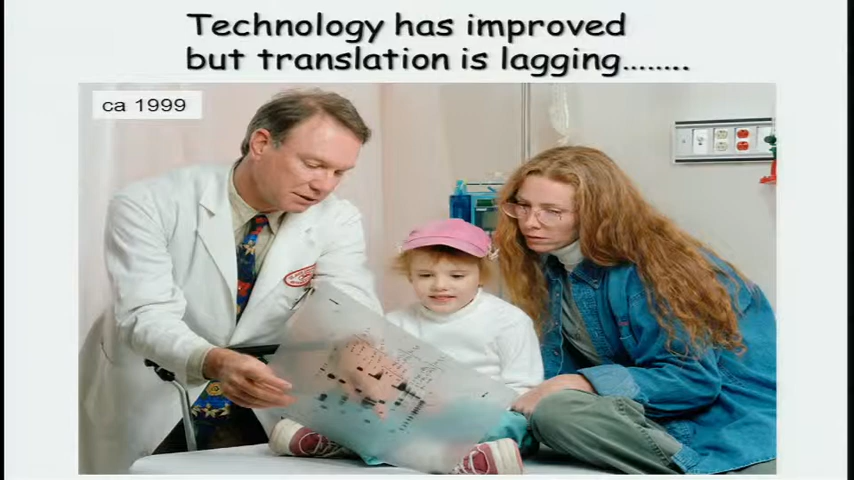 Technology has improved
but translation is lagging........
ca 1999